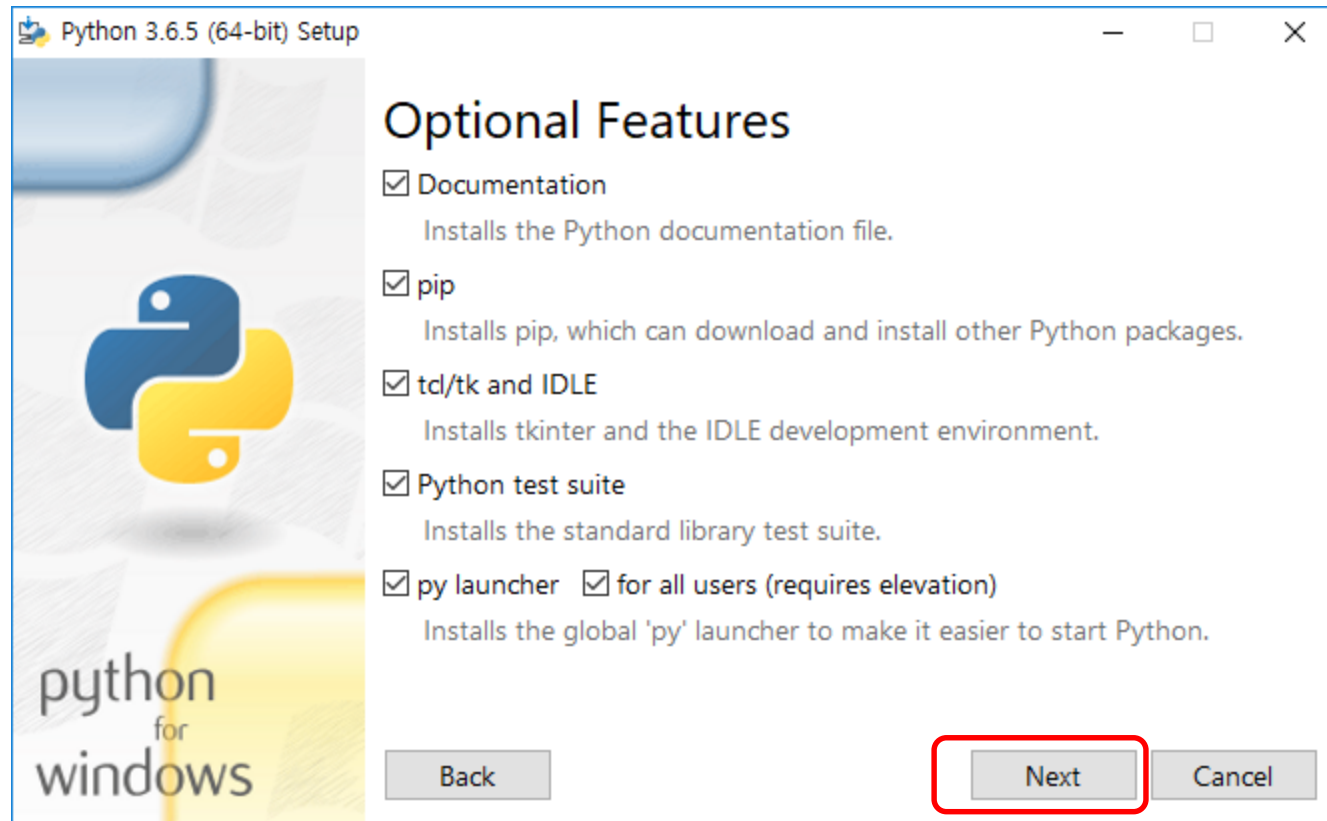 Python 3.6.5 (64-bit) Setup
Optional Features
Documentation
Installs the Python documentation file.
pip
Installs pip, which can download and install other Python packages.
tcl/tk and IDLE
Installs tkinter and the IDLE development environment.
Python test suite
Installs the standard library test suite.
py launcher for all users (requires elevation)
Installs the global 'py' launcher to make it easier to start Python.
python
for
windows
Back Next Cancel